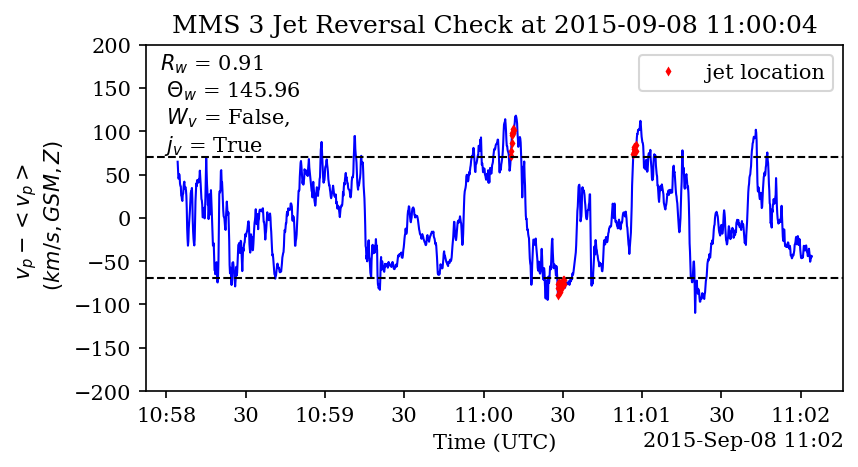 MMS 3 Jet Reversal Check at 2015-09-08 11:00:04
200
150
100
50
0
−50
−100
−150
−200
v_p − < v_p >
(km/s, GSM, Z)
R_w = 0.91
Θ_w = 145.96
W_v = False,
j_v = True
jet location
10:58 30 10:59 30 11:00 30 11:01 30 11:02
Time (UTC)
2015-Sep-08 11:02